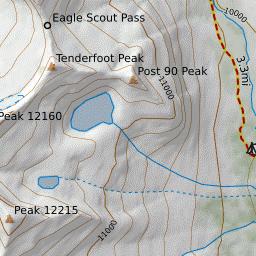 10000
Eagle Scout Pass
Tenderfoot Peak
Post 90 Peak
3.3mi
11000
Peak 12160
Peak 12215
11000